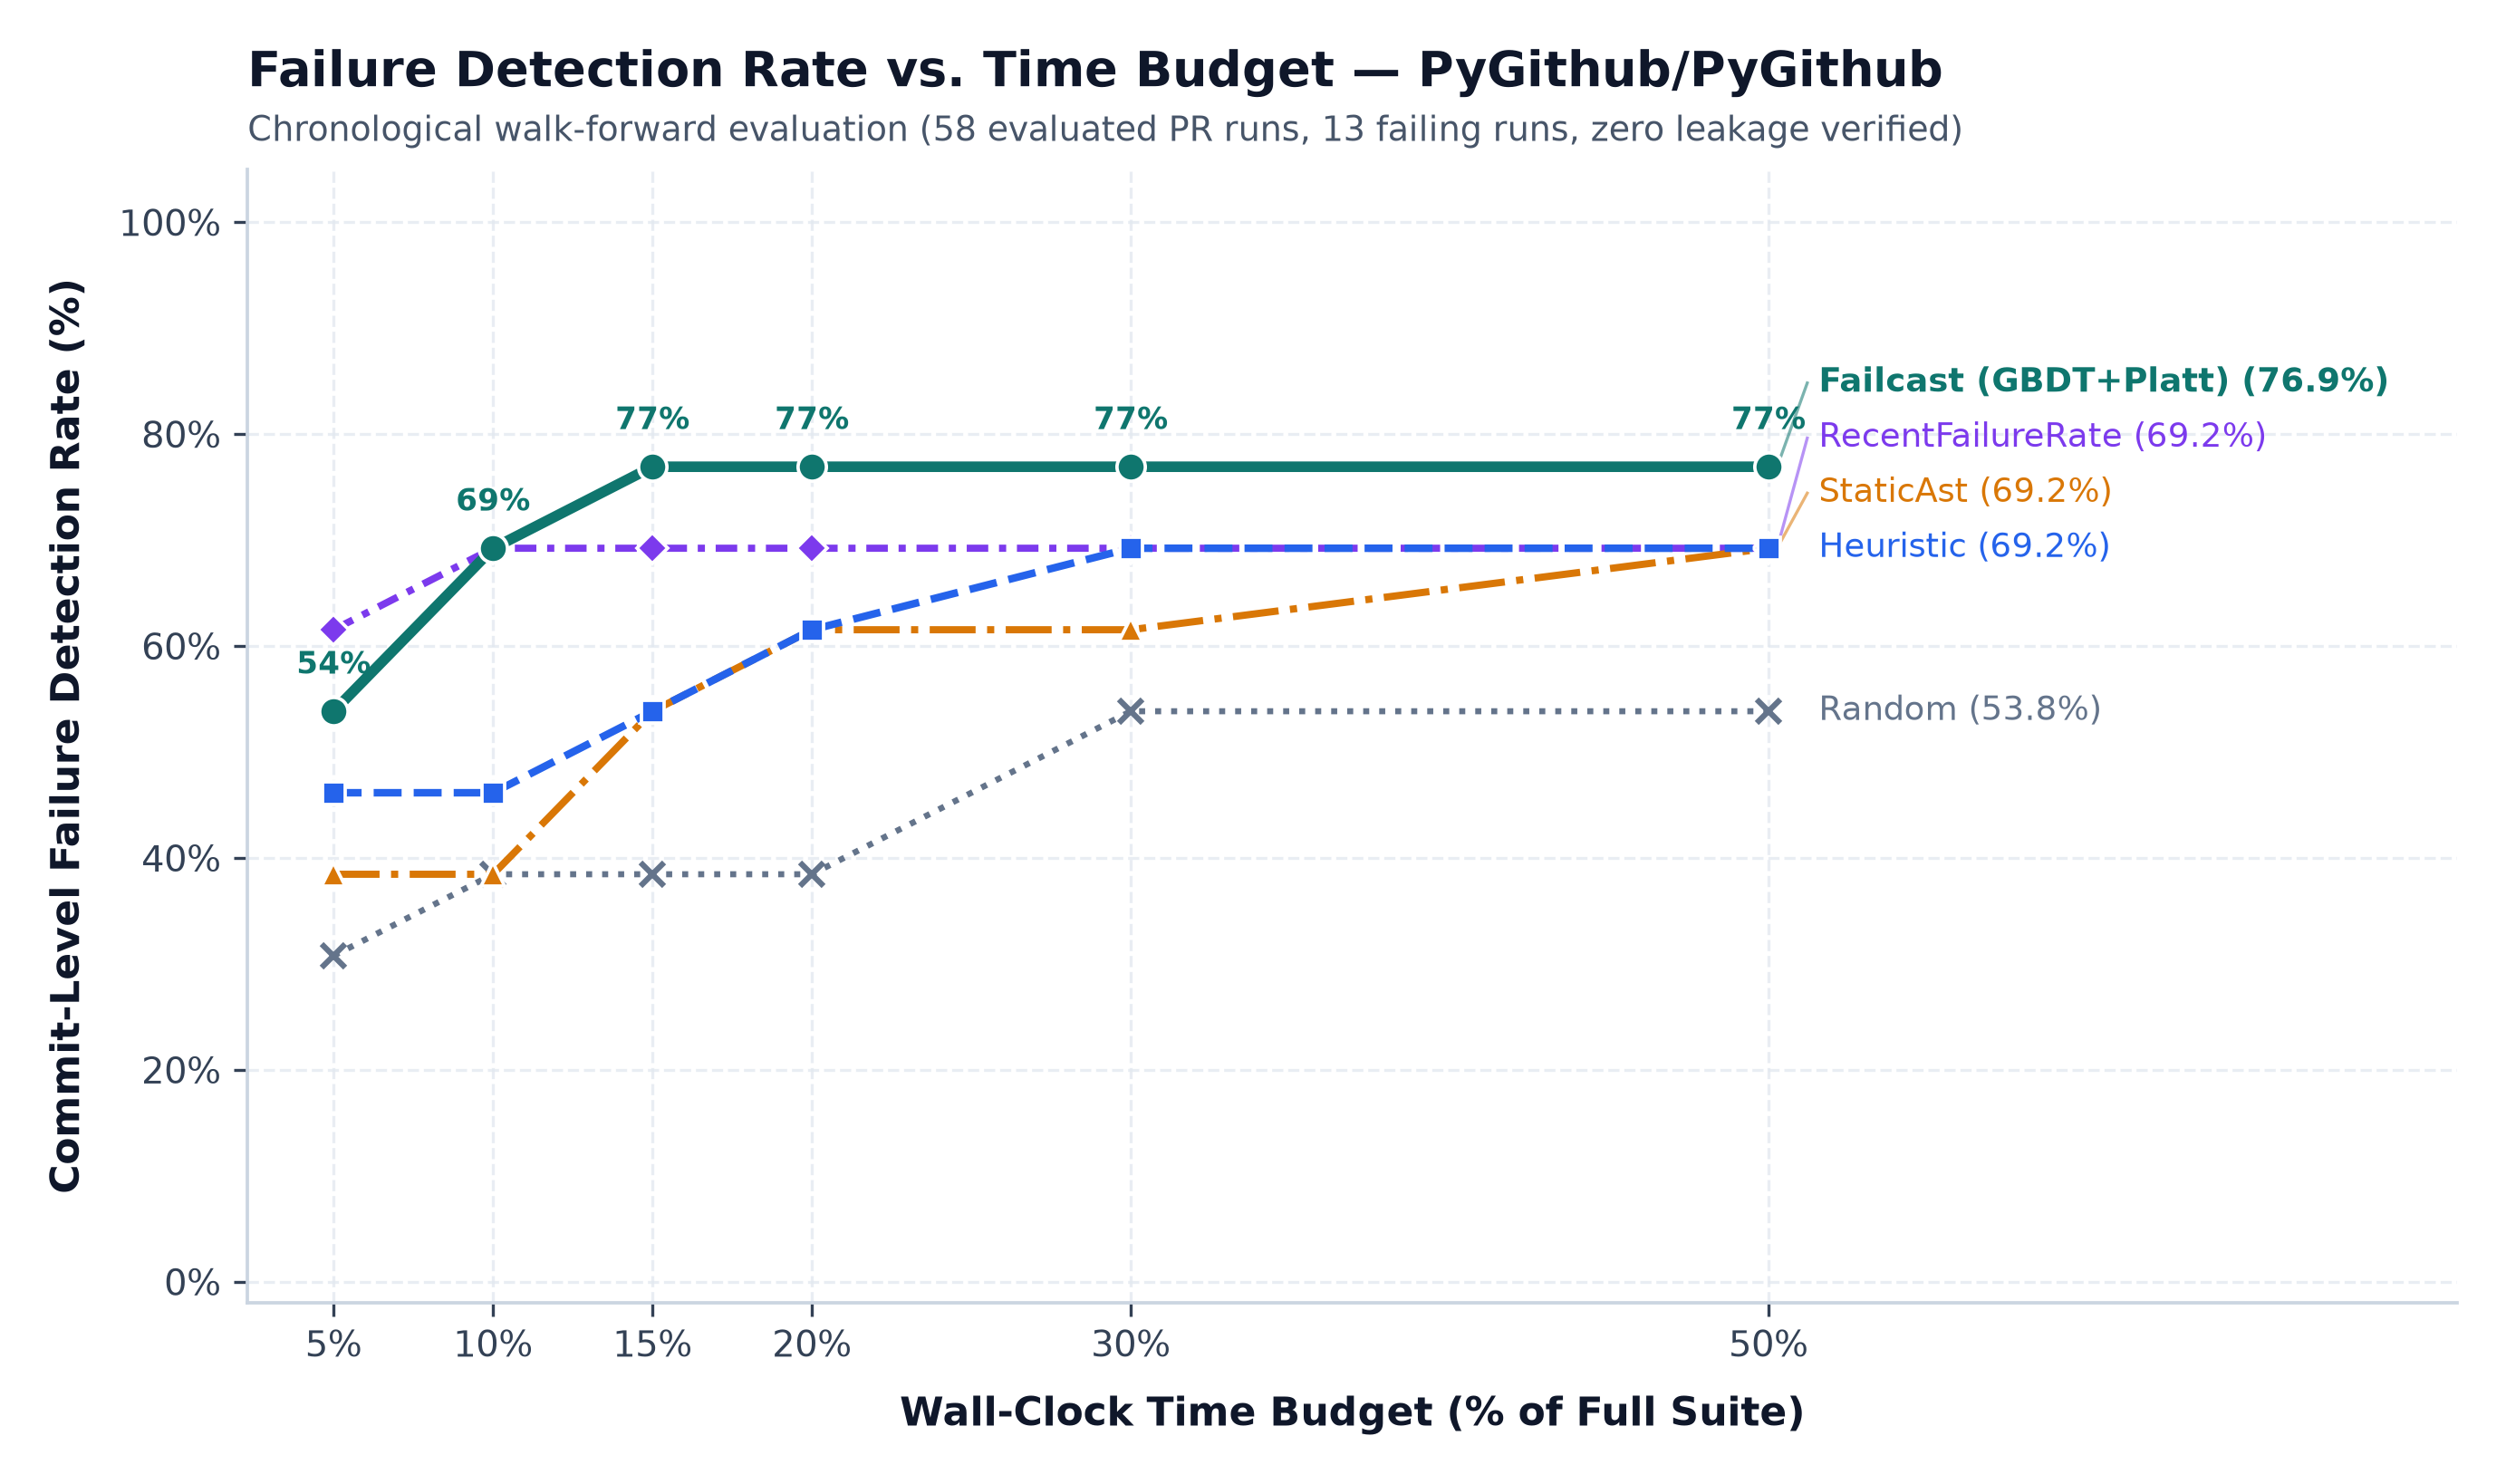 Failure Detection Rate vs. Time Budget — PyGithub/PyGithub
Chronological walk-forward evaluation (58 evaluated PR runs, 13 failing runs, zero leakage verified)
Commit-Level Failure Detection Rate (%)
100%
80%
60%
40%
20%
0%
54%
69%
77%
77%
77%
77%
Failcast (GBDT+Platt) (76.9%)
RecentFailureRate (69.2%)
StaticAst (69.2%)
Heuristic (69.2%)
Random (53.8%)
5%
10%
15%
20%
30%
50%
Wall-Clock Time Budget (% of Full Suite)